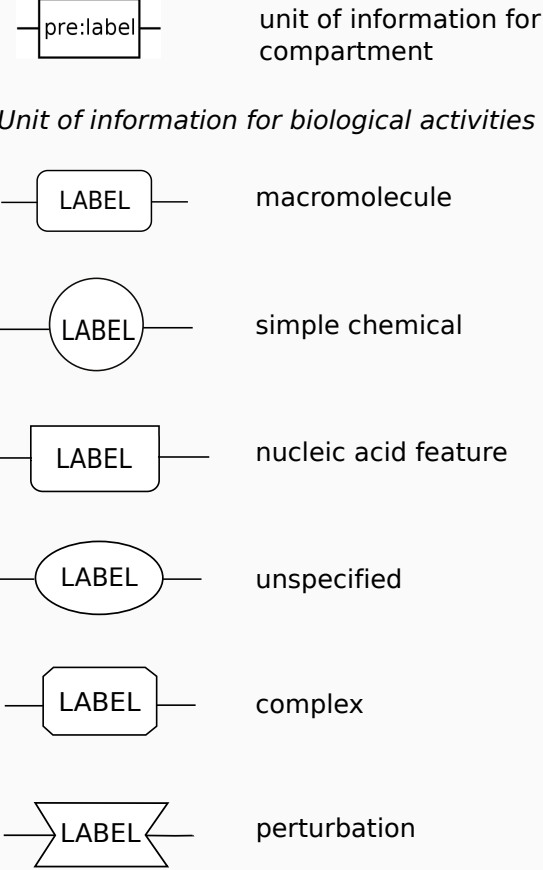 pre:label
unit of information for
compartment
Unit of information for biological activities
LABEL
macromolecule
LABEL
simple chemical
LABEL
nucleic acid feature
LABEL
unspecified
LABEL
complex
LABEL
perturbation